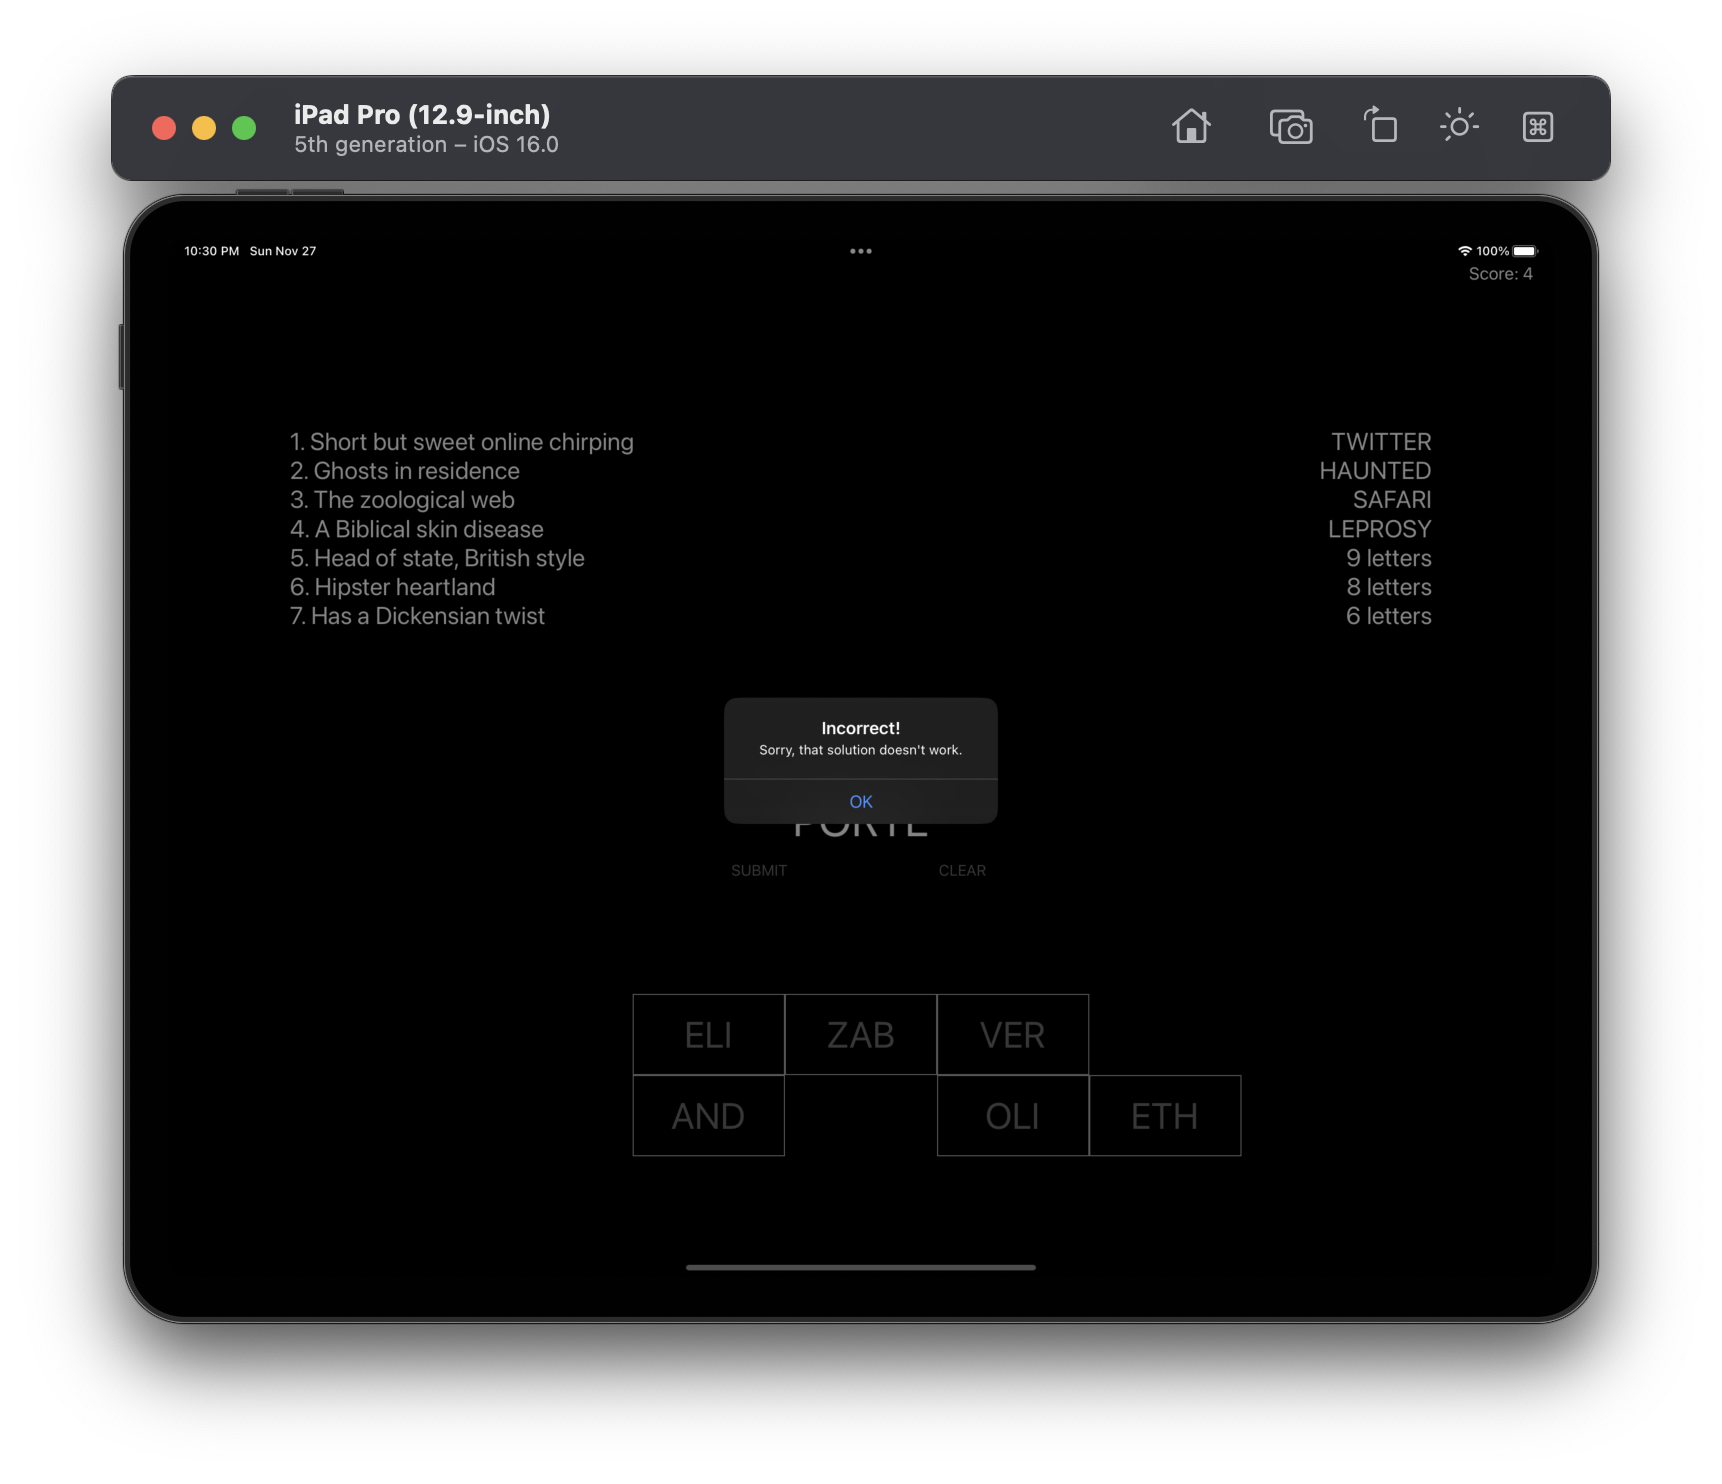 iPad Pro (12.9-inch)
5th generation – iOS 16.0
10:30 PM Sun Nov 27
100%
Score: 4
1. Short but sweet online chirping
TWITTER
2. Ghosts in residence
HAUNTED
3. The zoological web
SAFARI
4. A Biblical skin disease
LEPROSY
5. Head of state, British style
9 letters
6. Hipster heartland
8 letters
7. Has a Dickensian twist
6 letters
Incorrect!
Sorry, that solution doesn't work.
OK
SUBMIT
CLEAR
ELI
ZAB
VER
AND
OLI
ETH